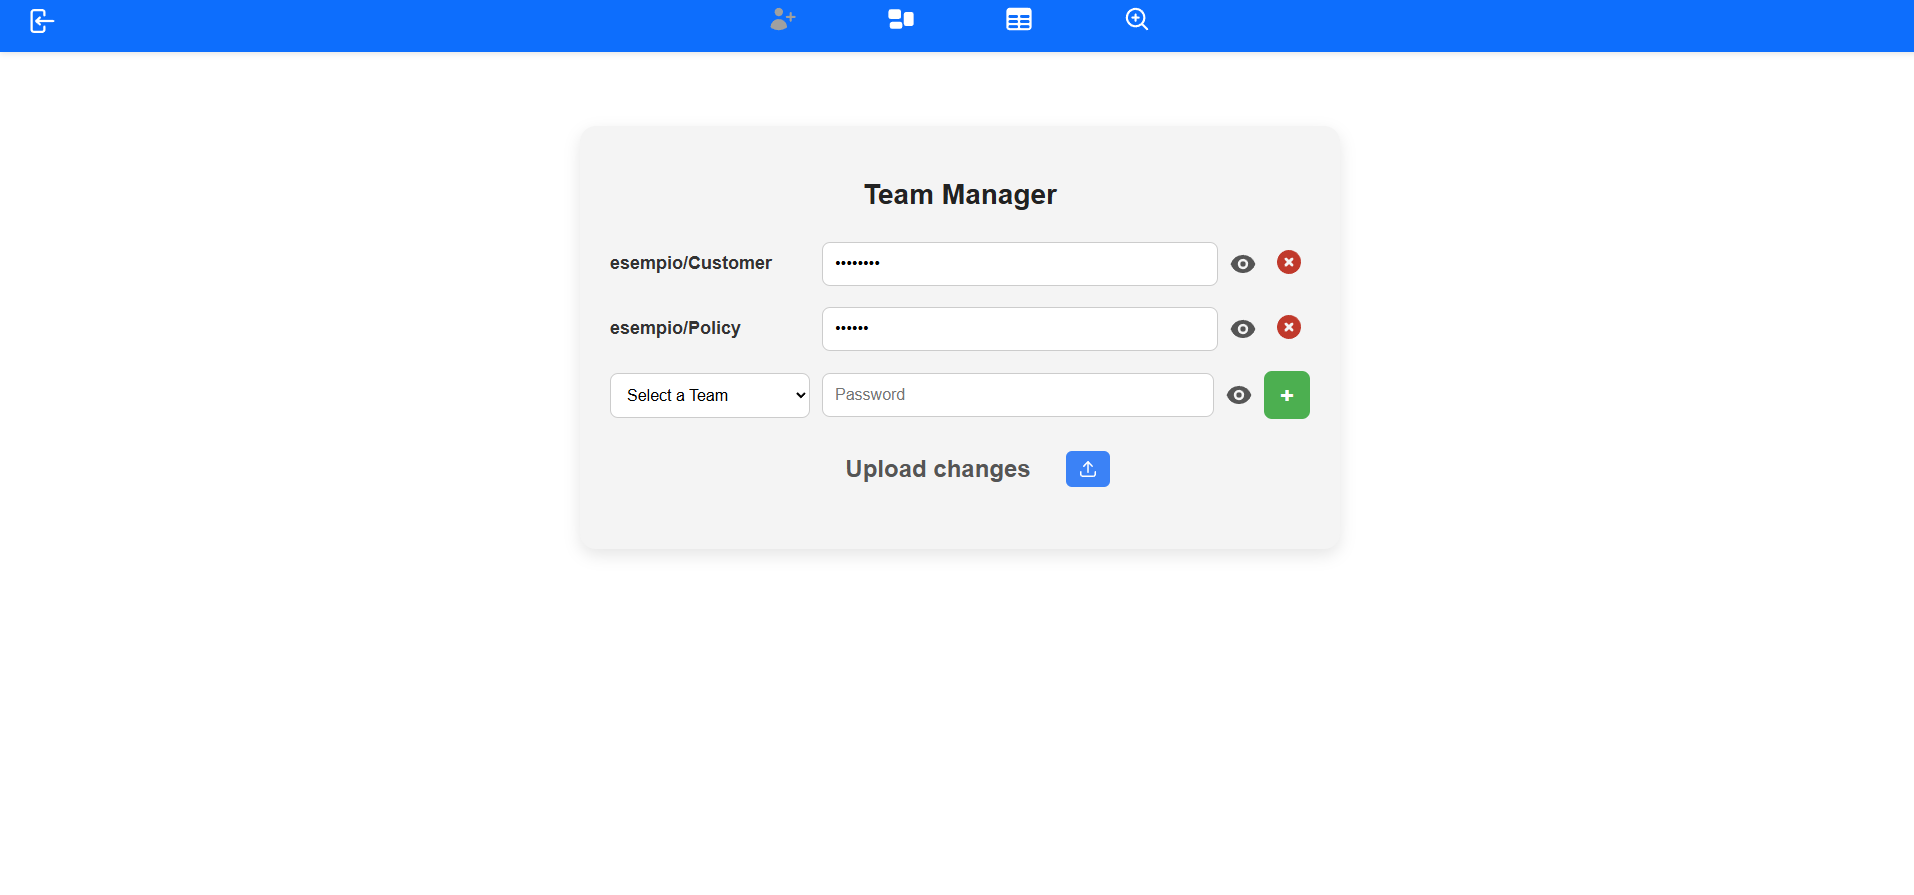 Team Manager
esempio/Customer ••••••••
esempio/Policy ••••••
Select a Team Password
Upload changes